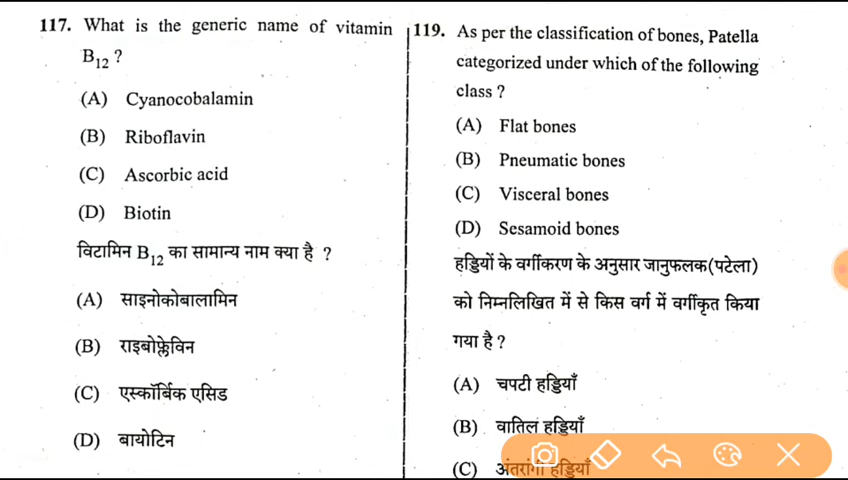 117. What is the generic name of vitamin
B₁₂ ?
(A) Cyanocobalamin
(B) Riboflavin
(C) Ascorbic acid
(D) Biotin
विटामिन B₁₂ का सामान्य नाम क्या है ?
(A) साइनोकोबालामिन
(B) राइबोफ्लेविन
(C) एस्कॉर्बिक एसिड
(D) बायोटिन
119. As per the classification of bones, Patella
categorized under which of the following
class ?
(A) Flat bones
(B) Pneumatic bones
(C) Visceral bones
(D) Sesamoid bones
हड्डियों के वर्गीकरण के अनुसार जानुफलक(पटेला)
को निम्नलिखित में से किस वर्ग में वर्गीकृत किया
गया है ?
(A) चपटी हड्डियाँ
(B) वातिल हड्डियाँ
(C) अंतरांगी हड्डियाँ